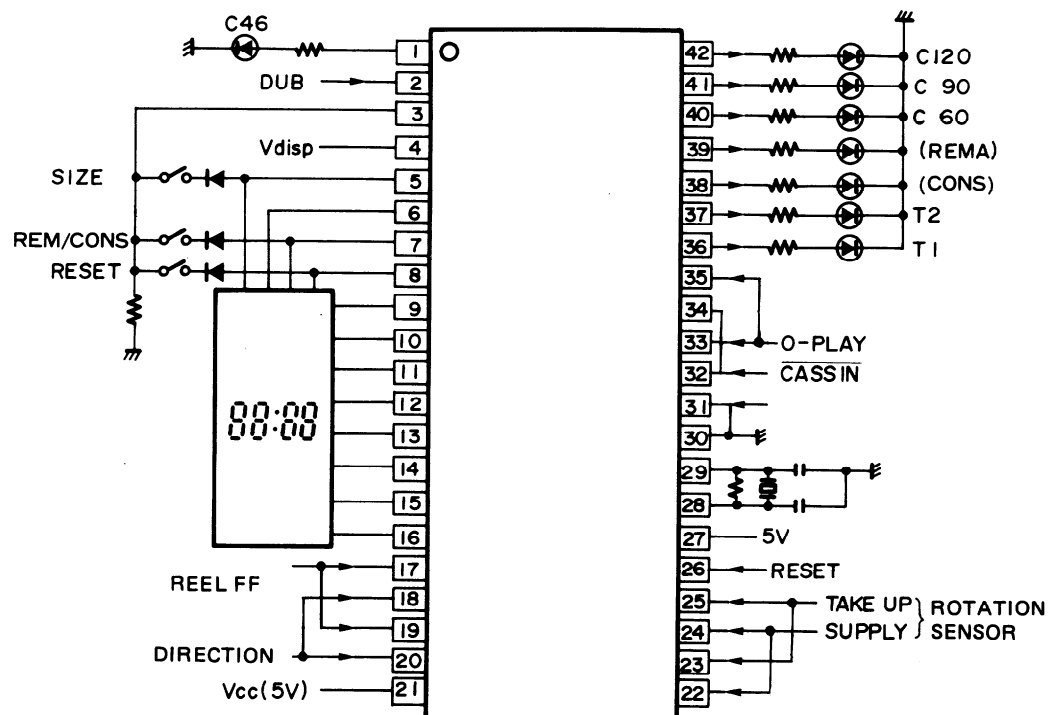 C46
1
DUB
2
3
Vdisp
4
SIZE
5
6
REM/CONS
7
RESET
8
9
10
11
12
88:88
13
14
15
16
REEL FF
17
18
19
DIRECTION
20
Vcc(5V)
21
42
C120
41
C 90
40
C 60
39
(REMA)
38
(CONS)
37
T2
36
T1
35
34
33
O-PLAY
32
CASSIN
31
30
29
28
27
5V
26
RESET
25
TAKE UP
24
SUPPLY
ROTATION
SENSOR
23
22